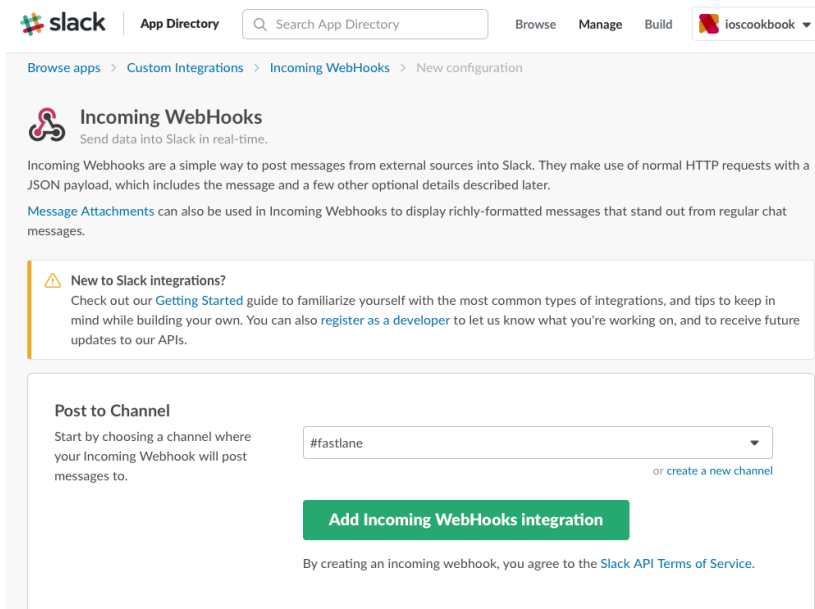 slack App Directory Search App Directory Browse Manage Build ioscookbook
Browse apps > Custom Integrations > Incoming WebHooks > New configuration
Incoming WebHooks
Send data into Slack in real-time.
Incoming Webhooks are a simple way to post messages from external sources into Slack. They make use of normal HTTP requests with a
JSON payload, which includes the message and a few other optional details described later.
Message Attachments can also be used in Incoming Webhooks to display richly-formatted messages that stand out from regular chat
messages.
New to Slack integrations?
Check out our Getting Started guide to familiarize yourself with the most common types of integrations, and tips to keep in
mind while building your own. You can also register as a developer to let us know what you're working on, and to receive future
updates to our APIs.
Post to Channel
Start by choosing a channel where
your Incoming Webhook will post
messages to.
#fastlane
or create a new channel
Add Incoming WebHooks integration
By creating an incoming webhook, you agree to the Slack API Terms of Service.